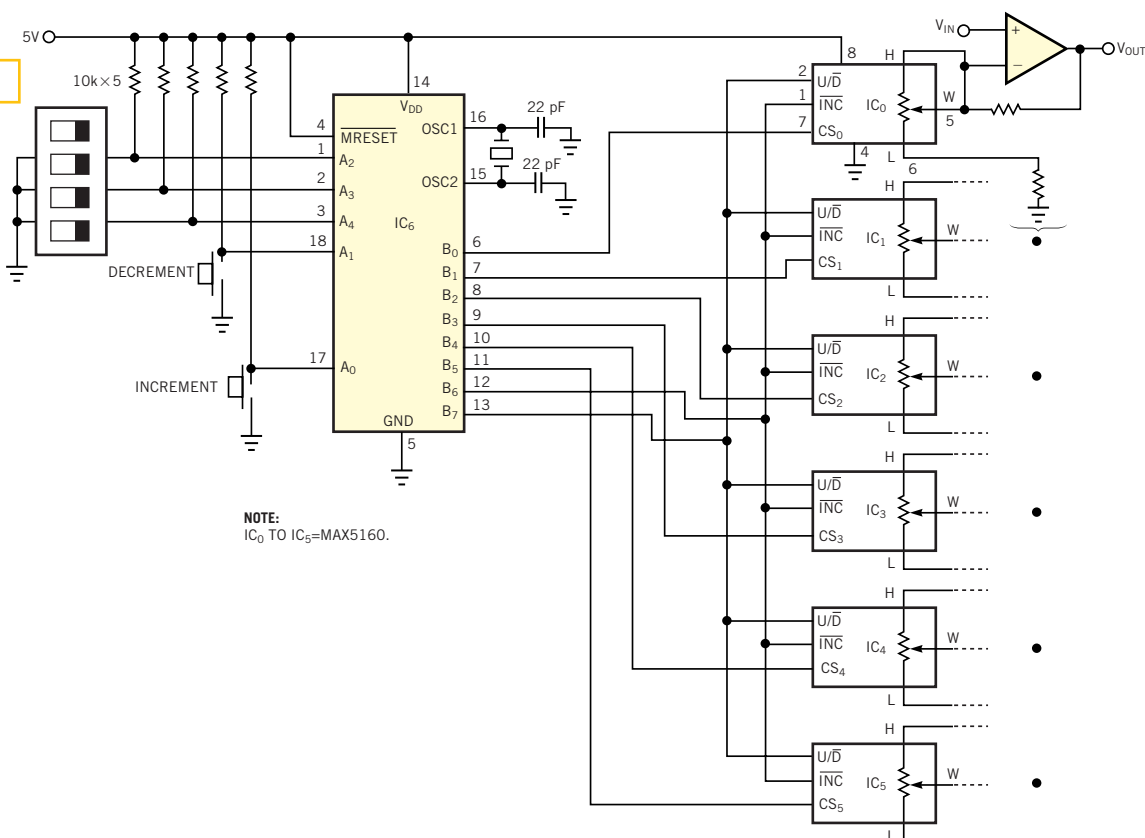 5V
10k×5
DECREMENT
INCREMENT
4
1
2
3
18
17
14
V_DD
MRESET
A₂
A₃
A₄
A₁
A₀
OSC1
OSC2
IC₆
B₀
B₁
B₂
B₃
B₄
B₅
B₆
B₇
GND
5
16
15
22 pF
22 pF
6
7
8
9
10
11
12
13
NOTE:
IC₀ TO IC₅=MAX5160.
V_IN
+
−
V_OUT
8
H
2
U/D̅
1
INC
IC₀
W
5
7
CS₀
4
L
6
H
U/D̅
INC
IC₁
W
CS₁
L
H
U/D̅
INC
IC₂
W
CS₂
L
H
U/D̅
INC
IC₃
W
CS₃
L
H
U/D̅
INC
IC₄
W
CS₄
L
H
U/D̅
INC
IC₅
W
CS₅
L